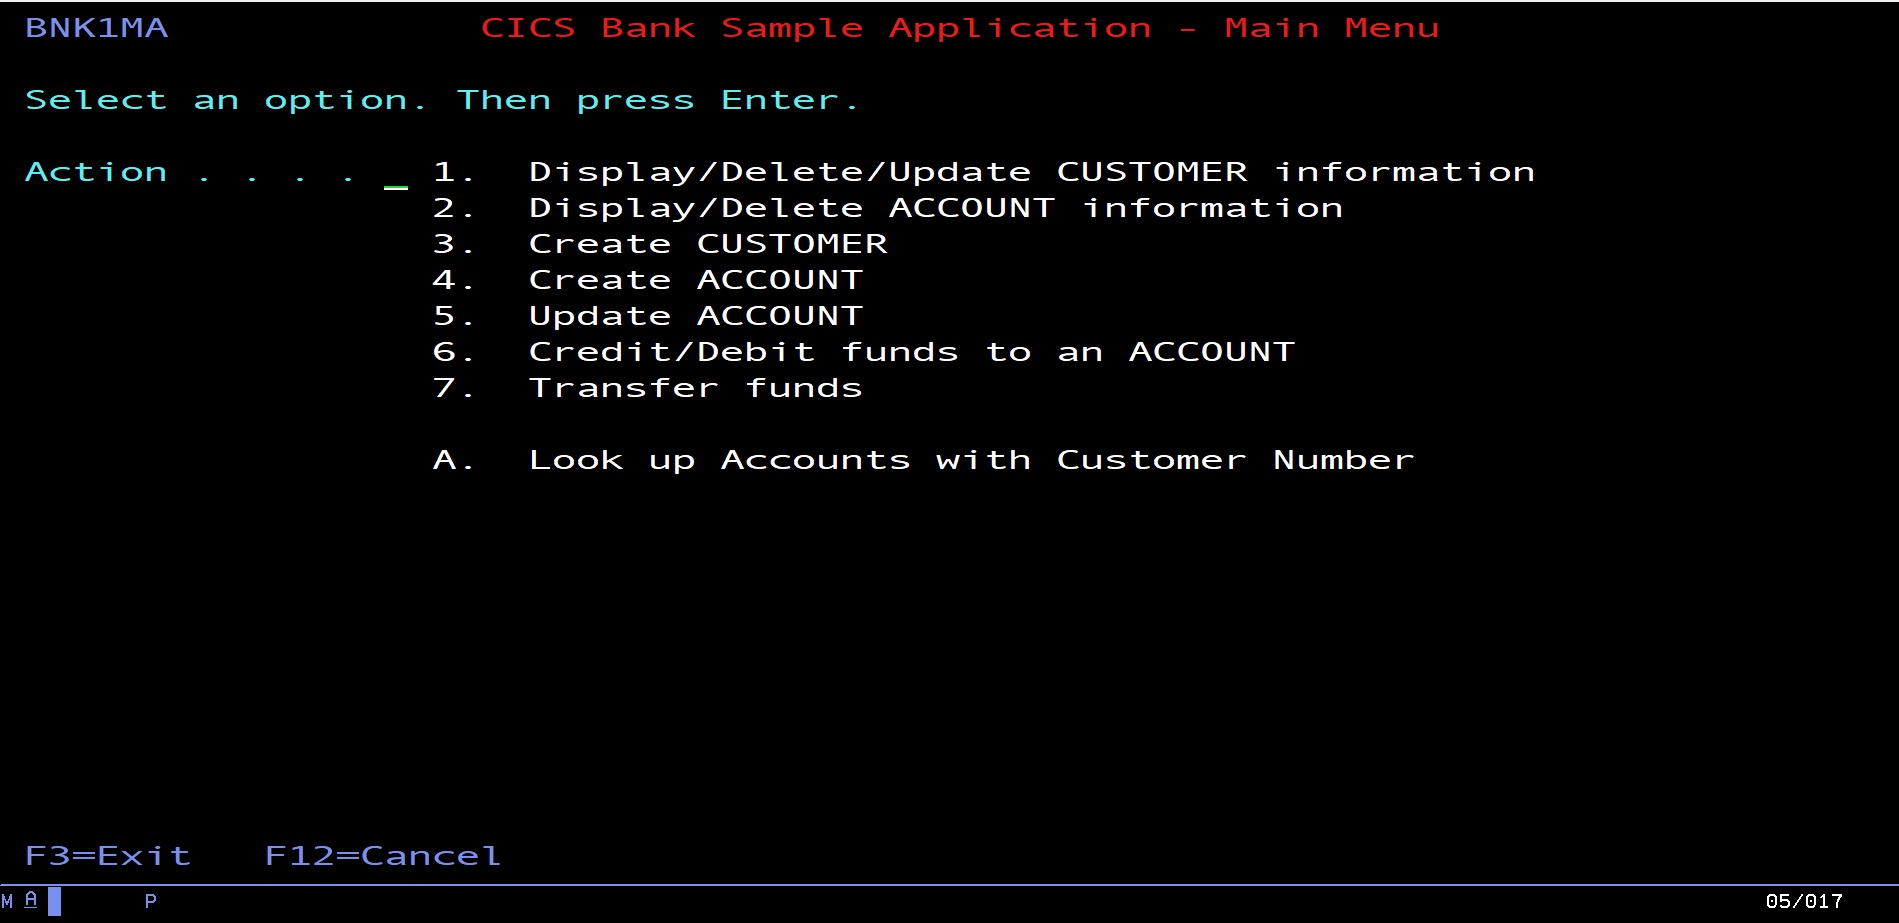 BNK1MA CICS Bank Sample Application - Main Menu
Select an option. Then press Enter.
Action . . . . _ 1. Display/Delete/Update CUSTOMER information
2. Display/Delete ACCOUNT information
3. Create CUSTOMER
4. Create ACCOUNT
5. Update ACCOUNT
6. Credit/Debit funds to an ACCOUNT
7. Transfer funds
A. Look up Accounts with Customer Number
F3=Exit F12=Cancel
M A P 05/017